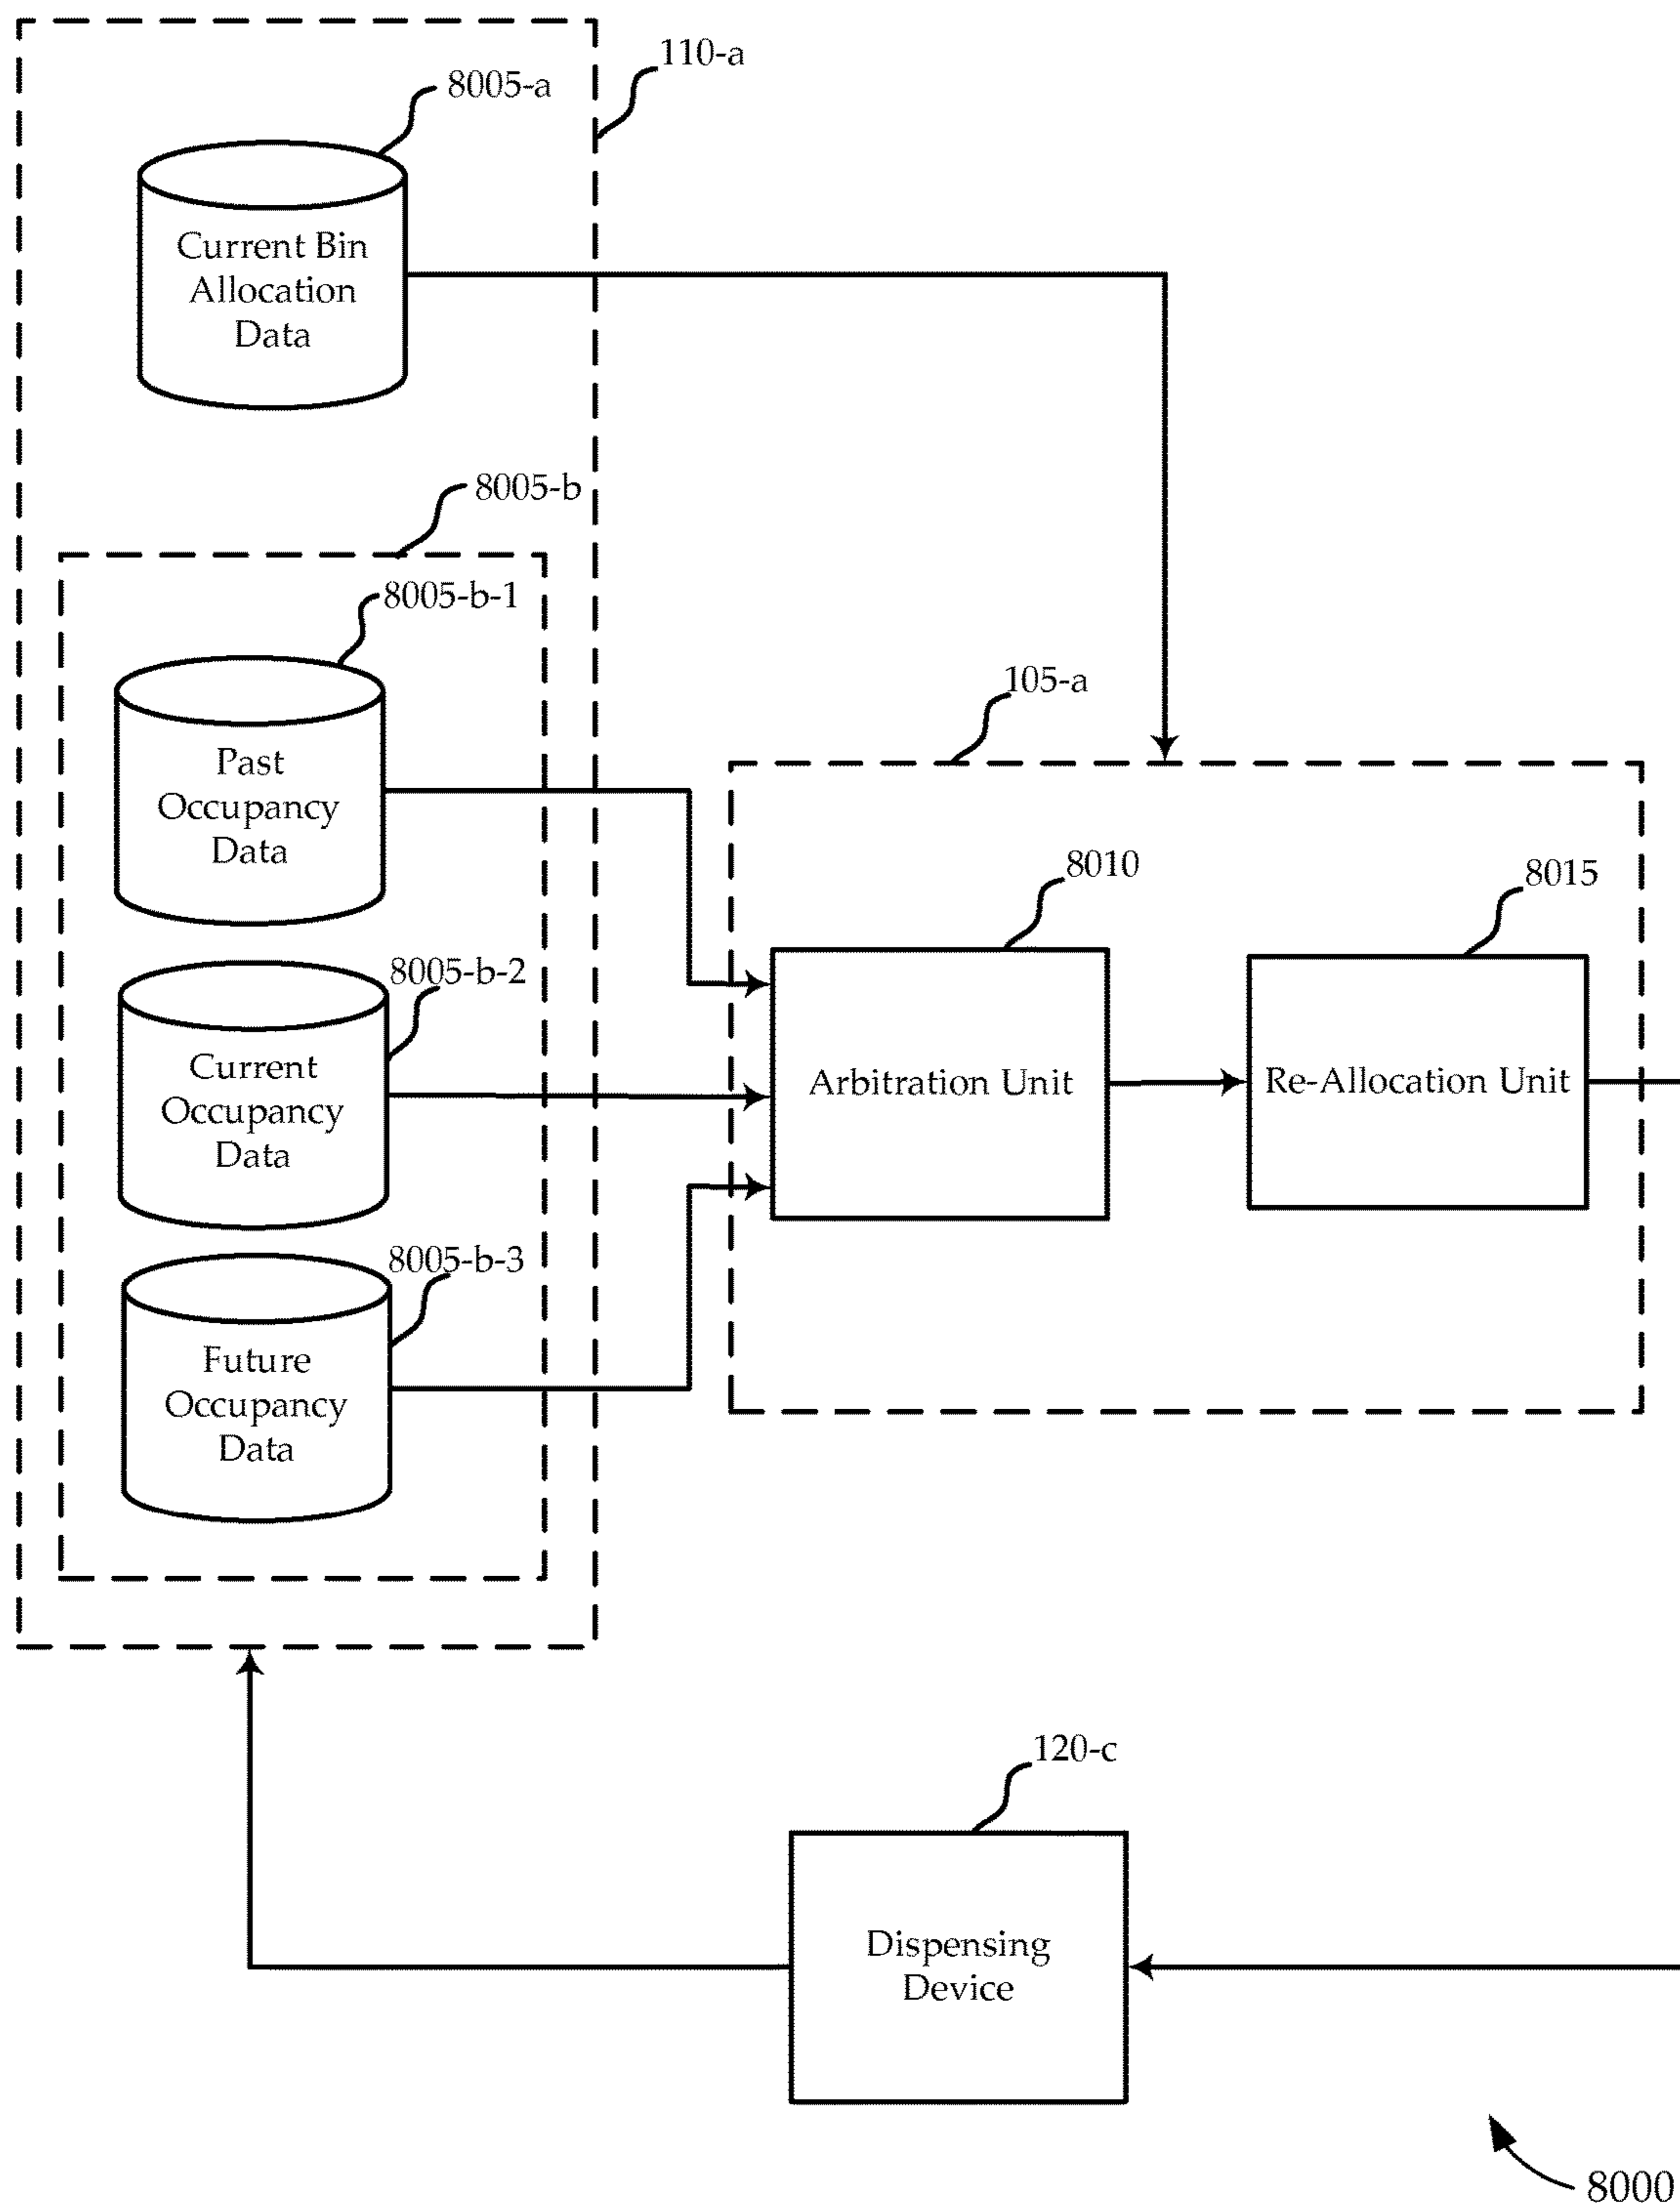 110-a
8005-a
Current Bin
Allocation
Data
8005-b
8005-b-1
Past
Occupancy
Data
105-a
8010
8015
8005-b-2
Current
Occupancy
Data
Arbitration Unit
Re-Allocation Unit
8005-b-3
Future
Occupancy
Data
120-c
Dispensing
Device
8000